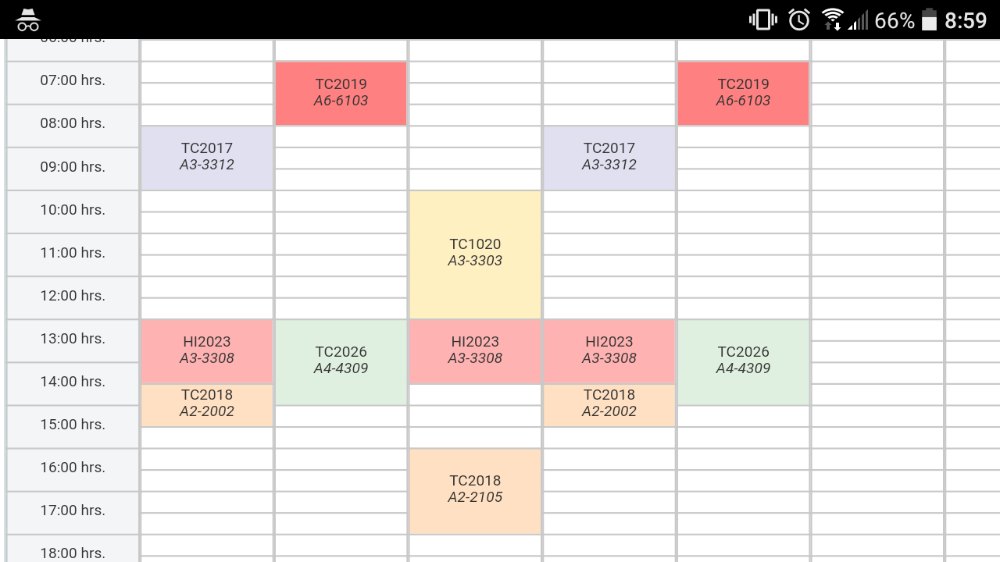 66% 8:59
07:00 hrs.
TC2019
A6-6103
TC2019
A6-6103
08:00 hrs.
TC2017
A3-3312
TC2017
A3-3312
09:00 hrs.
10:00 hrs.
TC1020
A3-3303
11:00 hrs.
12:00 hrs.
13:00 hrs.
HI2023
A3-3308
TC2026
A4-4309
HI2023
A3-3308
HI2023
A3-3308
TC2026
A4-4309
14:00 hrs.
TC2018
A2-2002
TC2018
A2-2002
15:00 hrs.
16:00 hrs.
TC2018
A2-2105
17:00 hrs.
18:00 hrs.